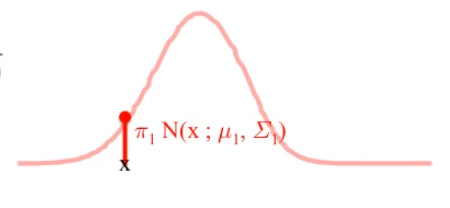 π₁ N(x ; μ₁, Σ₁)
x